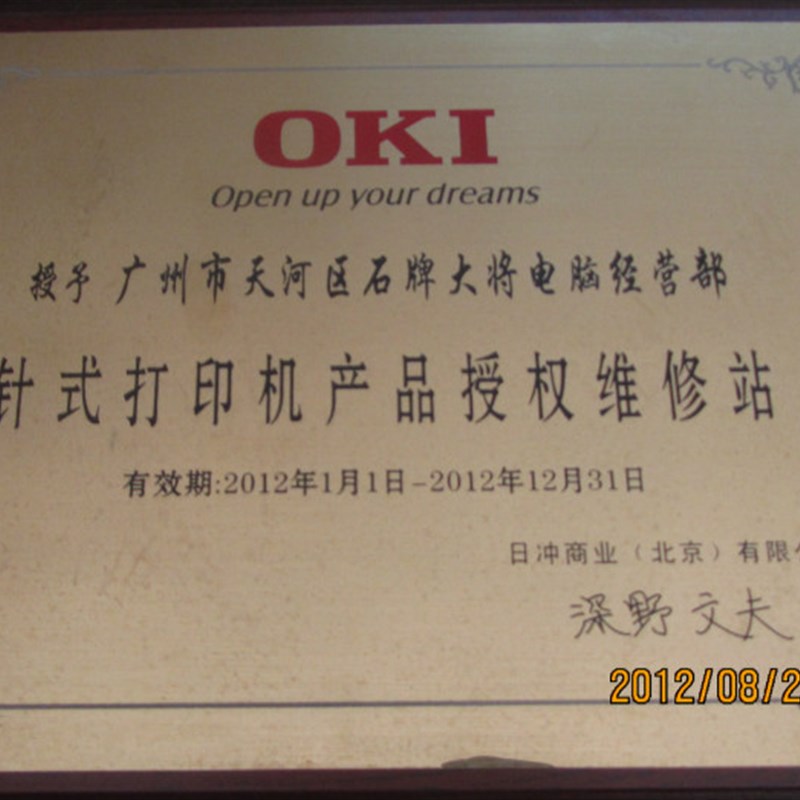 OKI
Open up your dreams
授予 广州市天河区石牌大将电脑经营部
针式打印机产品授权维修站
有效期:2012年1月1日-2012年12月31日
日冲商业（北京）有限
深野文夫
2012/08/2